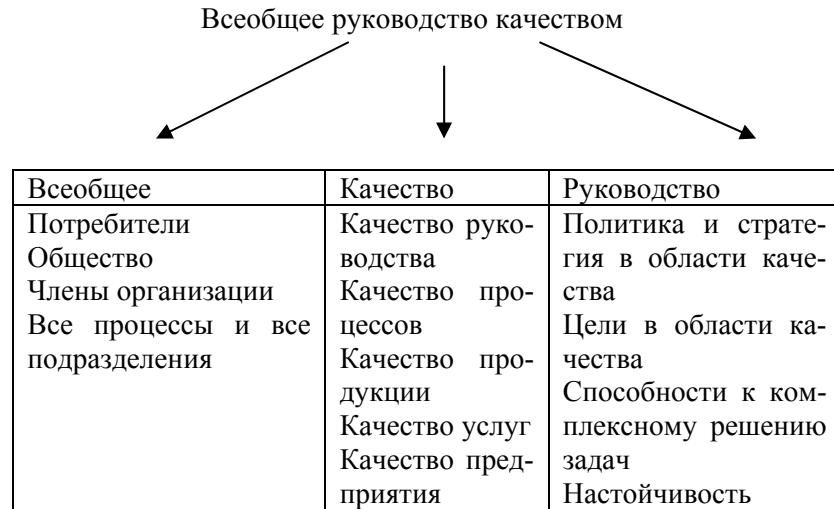 Всеобщее руководство качеством
Всеобщее
Потребители
Общество
Члены организации
Все процессы и все
подразделения
Качество
Качество руко-
водства
Качество про-
цессов
Качество про-
дукции
Качество услуг
Качество пред-
приятия
Руководство
Политика и страте-
гия в области каче-
ства
Цели в области ка-
чества
Способности к ком-
плексному решению
задач
Настойчивость